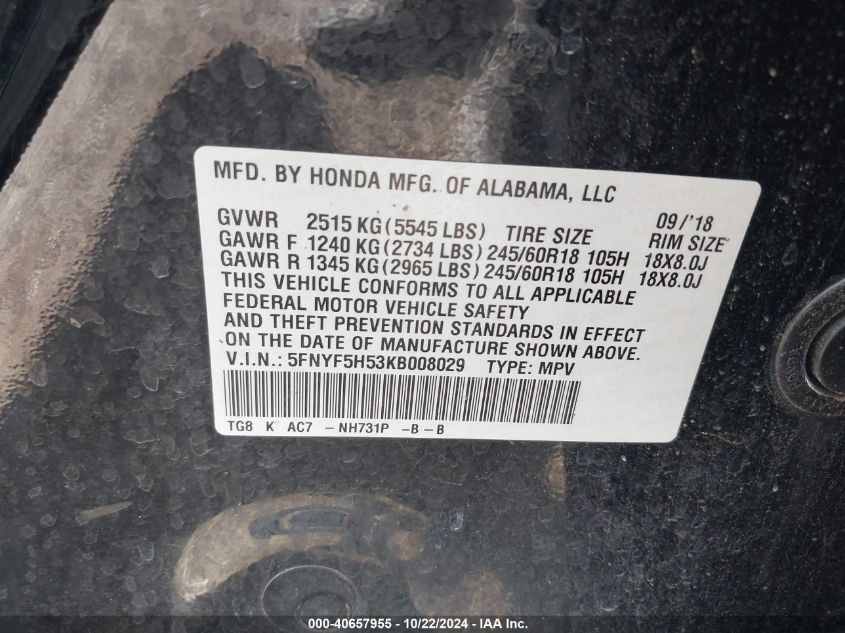 MFD. BY HONDA MFG. OF ALABAMA, LLC
09/'18
GVWR 2515 KG (5545 LBS) TIRE SIZE RIM SIZE
GAWR F 1240 KG (2734 LBS) 245/60R18 105H 18X8.0J
GAWR R 1345 KG (2965 LBS) 245/60R18 105H 18X8.0J
THIS VEHICLE CONFORMS TO ALL APPLICABLE
FEDERAL MOTOR VEHICLE SAFETY
AND THEFT PREVENTION STANDARDS IN EFFECT
ON THE DATE OF MANUFACTURE SHOWN ABOVE.
V.I.N.: 5FNYF5H53KB008029 TYPE: MPV
TG8 K AC7 -NH731P -B-B
000-40657955 - 10/22/2024 - IAA Inc.